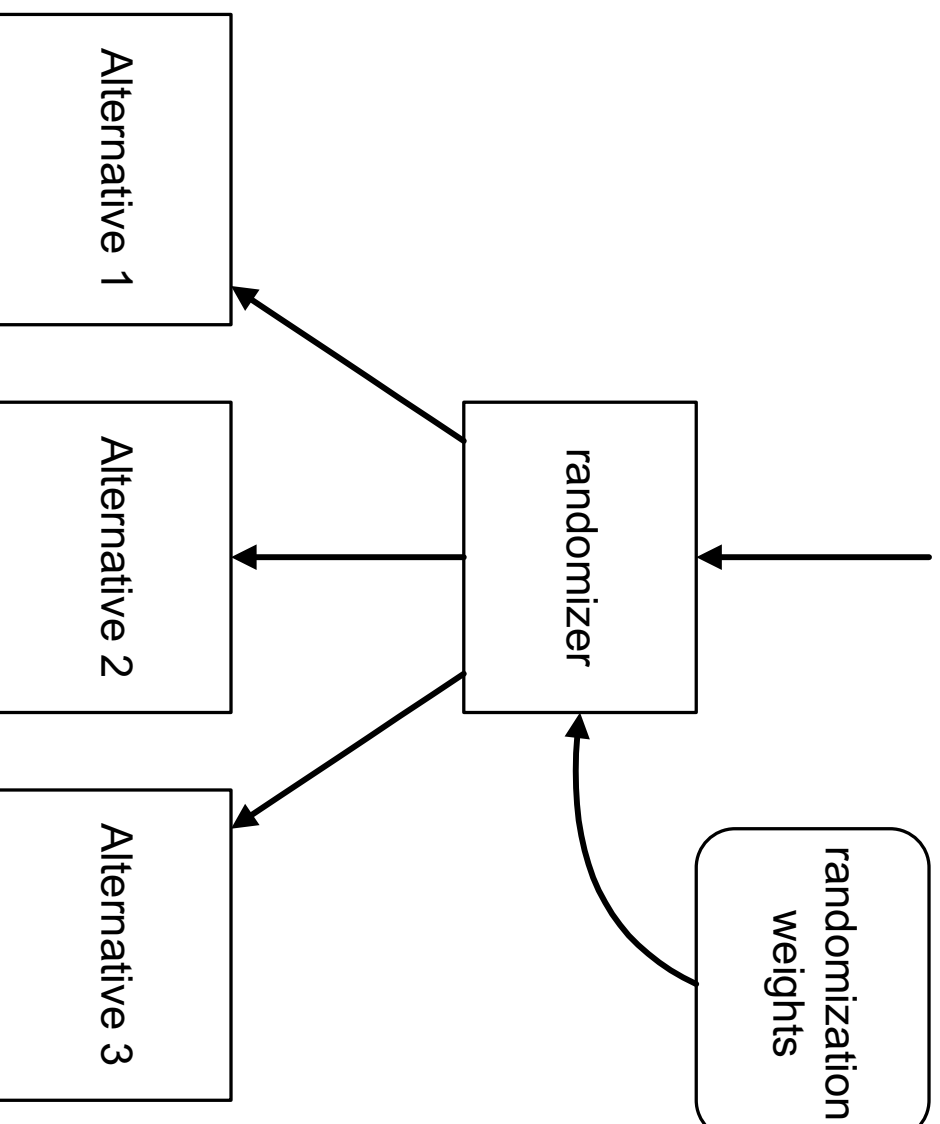 randomization
weights
randomizer
Alternative 1
Alternative 2
Alternative 3